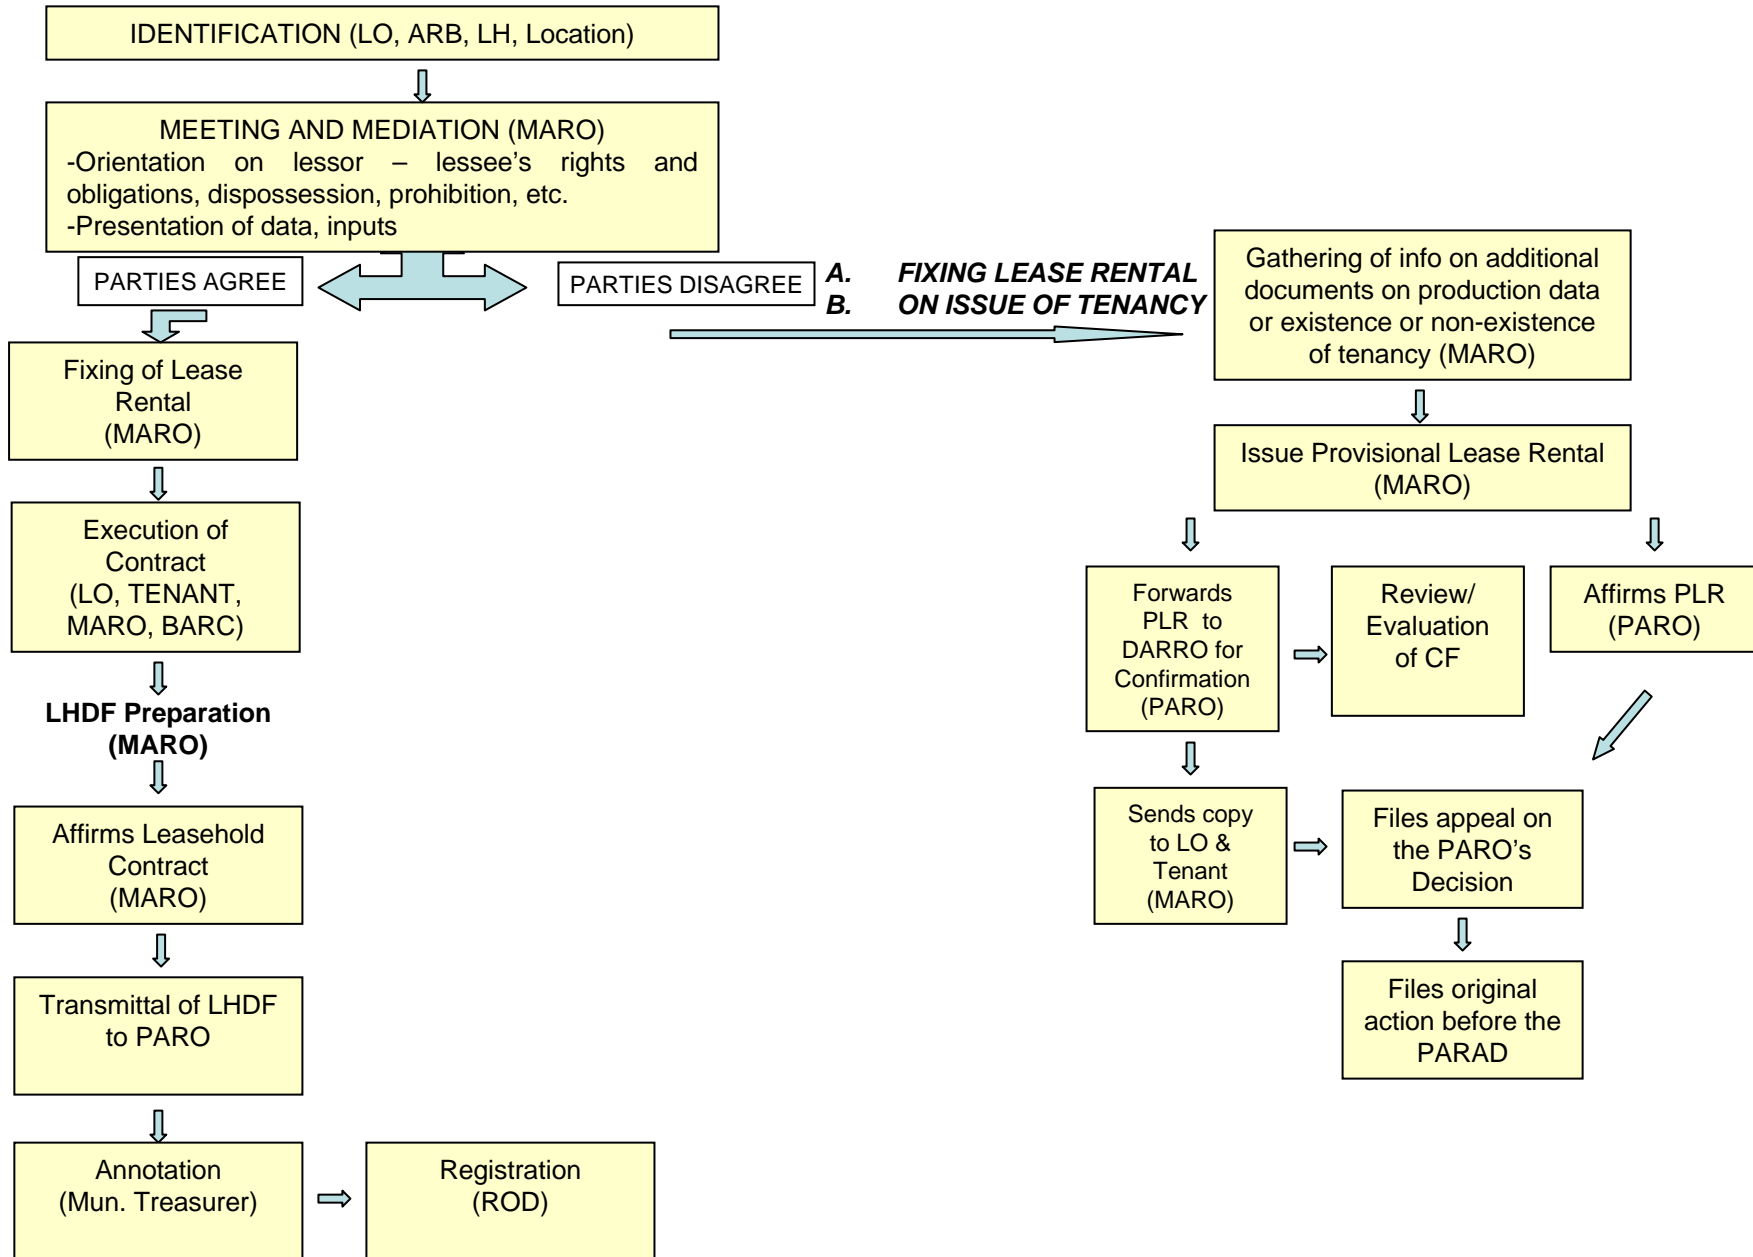 IDENTIFICATION (LO, ARB, LH, Location)
MEETING AND MEDIATION (MARO)
-Orientation on lessor – lessee's rights and
obligations, dispossession, prohibition, etc.
-Presentation of data, inputs
PARTIES AGREE
PARTIES DISAGREE
A. FIXING LEASE RENTAL
B. ON ISSUE OF TENANCY
Fixing of Lease
Rental
(MARO)
Execution of
Contract
(LO, TENANT,
MARO, BARC)
LHDF Preparation
(MARO)
Affirms Leasehold
Contract
(MARO)
Transmittal of LHDF
to PARO
Annotation
(Mun. Treasurer)
Registration
(ROD)
Gathering of info on additional
documents on production data
or existence or non-existence
of tenancy (MARO)
Issue Provisional Lease Rental
(MARO)
Forwards
PLR to
DARRO for
Confirmation
(PARO)
Review/
Evaluation
of CF
Affirms PLR
(PARO)
Sends copy
to LO &
Tenant
(MARO)
Files appeal on
the PARO's
Decision
Files original
action before the
PARAD